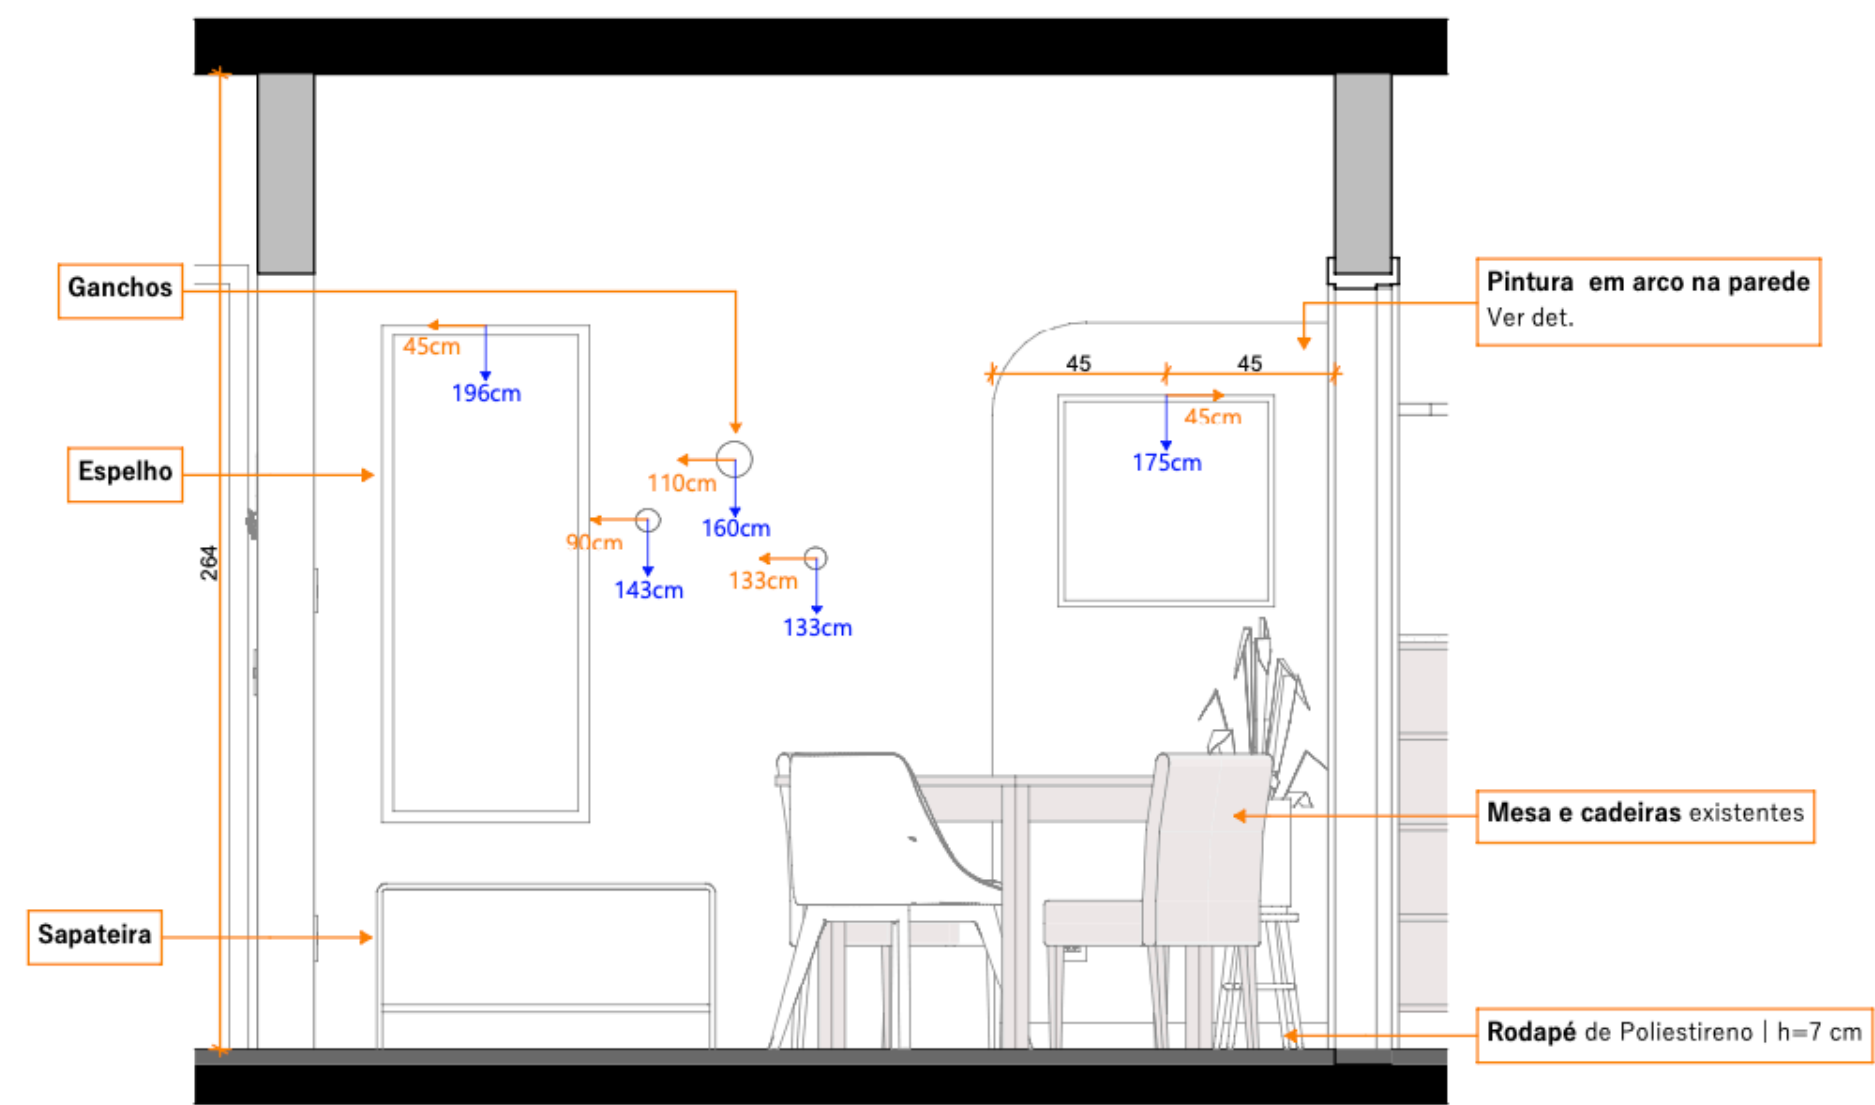 Ganchos
Pintura em arco na parede
Ver det.
45cm
196cm
45
45
45cm
175cm
Espelho
110cm
160cm
90cm
143cm
133cm
133cm
264
Mesa e cadeiras existentes
Sapateira
Rodapé de Poliestireno | h=7 cm